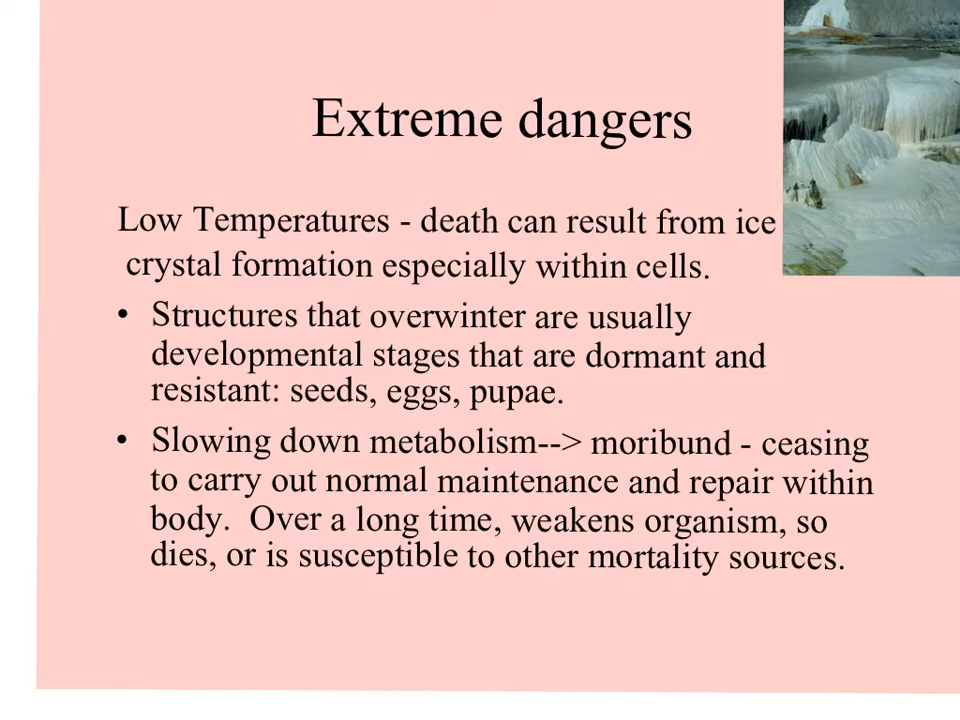 Extreme dangers
Low Temperatures - death can result from ice
crystal formation especially within cells.
• Structures that overwinter are usually
developmental stages that are dormant and
resistant: seeds, eggs, pupae.
• Slowing down metabolism--> moribund - ceasing
to carry out normal maintenance and repair within
body.  Over a long time, weakens organism, so
dies, or is susceptible to other mortality sources.